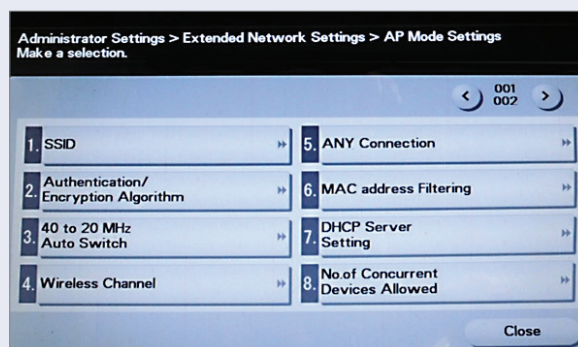 Administrator Settings > Extended Network Settings > AP Mode Settings
Make a selection.
001
002
1. SSID
2. Authentication/
Encryption Algorithm
3. 40 to 20 MHz
Auto Switch
4. Wireless Channel
5. ANY Connection
6. MAC address Filtering
7. DHCP Server
Setting
8. No.of Concurrent
Devices Allowed
Close